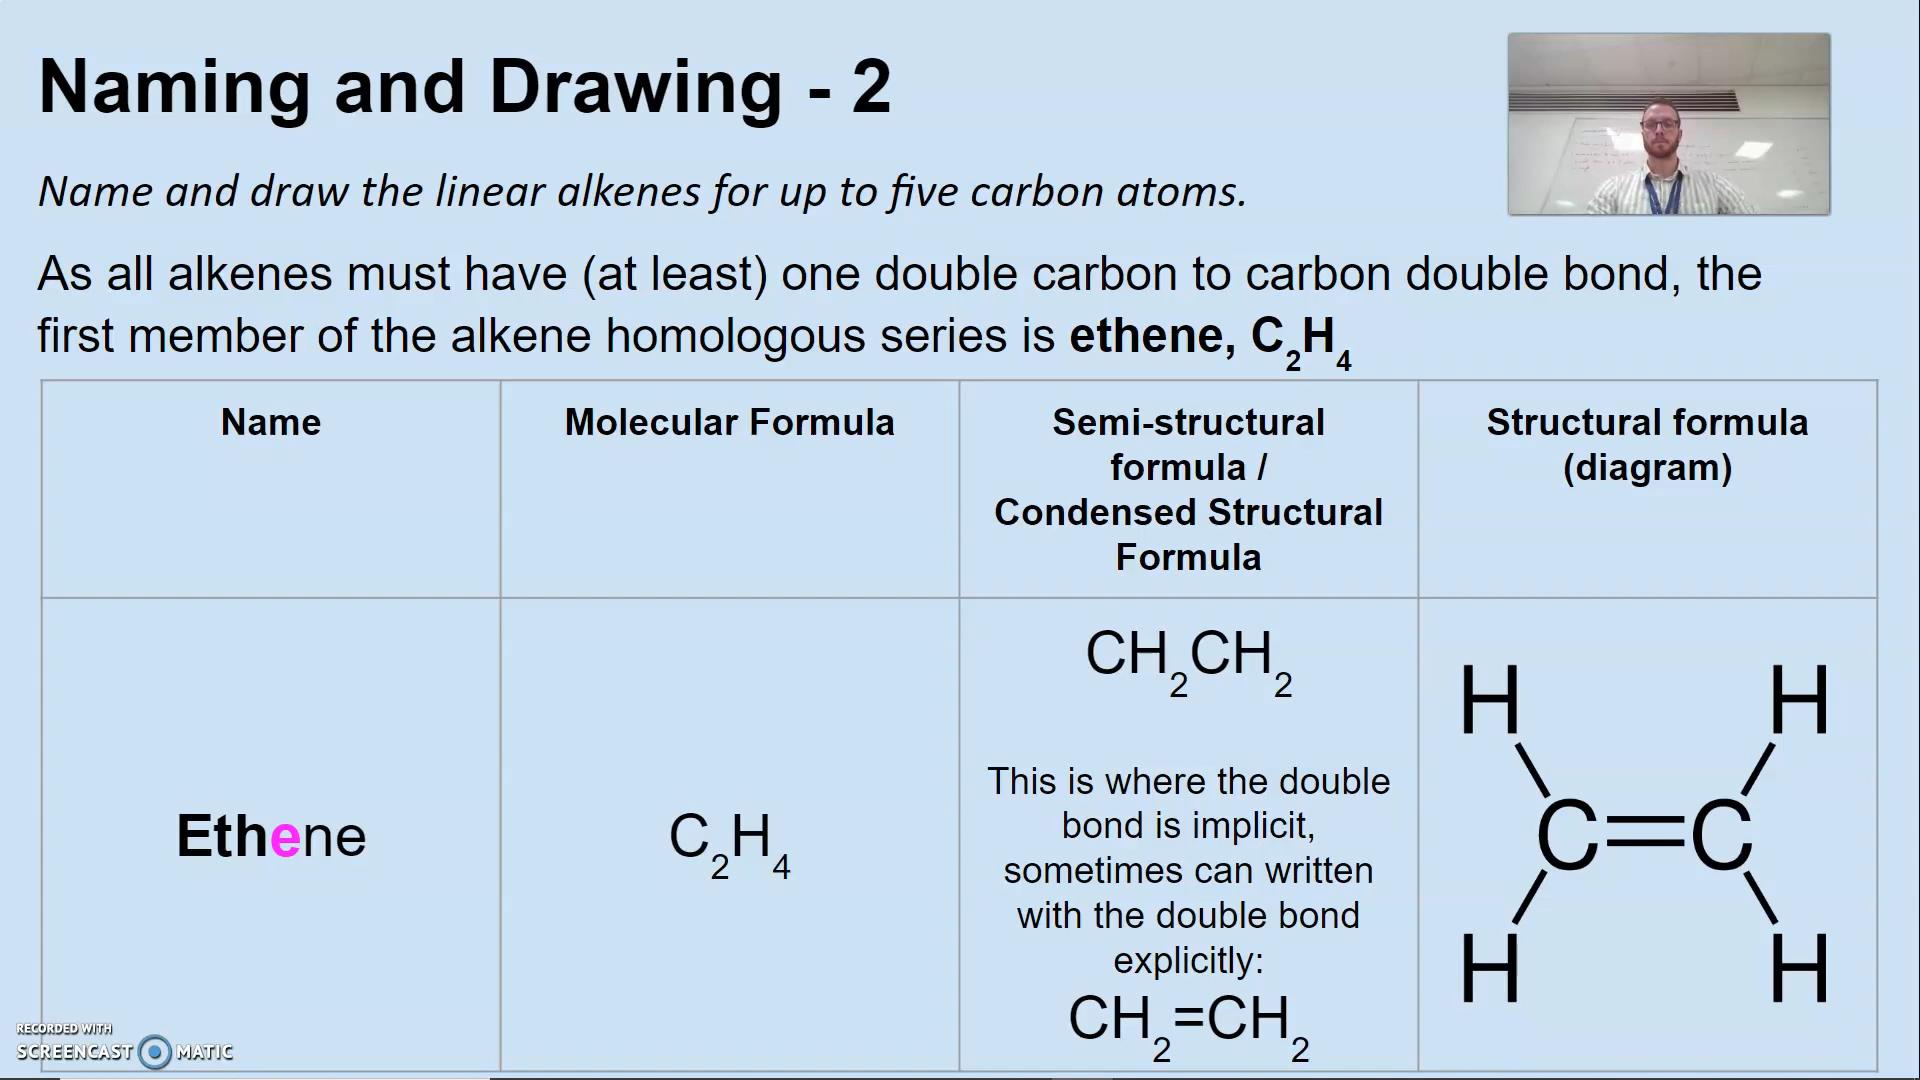 Naming and Drawing - 2
Name and draw the linear alkenes for up to five carbon atoms.
As all alkenes must have (at least) one double carbon to carbon double bond, the
first member of the alkene homologous series is ethene, C₂H₄
Name
Molecular Formula
Semi-structural
formula /
Condensed Structural
Formula
Structural formula
(diagram)
Ethene
C₂H₄
CH₂CH₂
This is where the double
bond is implicit,
sometimes can written
with the double bond
explicitly:
CH₂=CH₂
H H
C=C
H H
RECORDED WITH
SCREENCAST MATIC